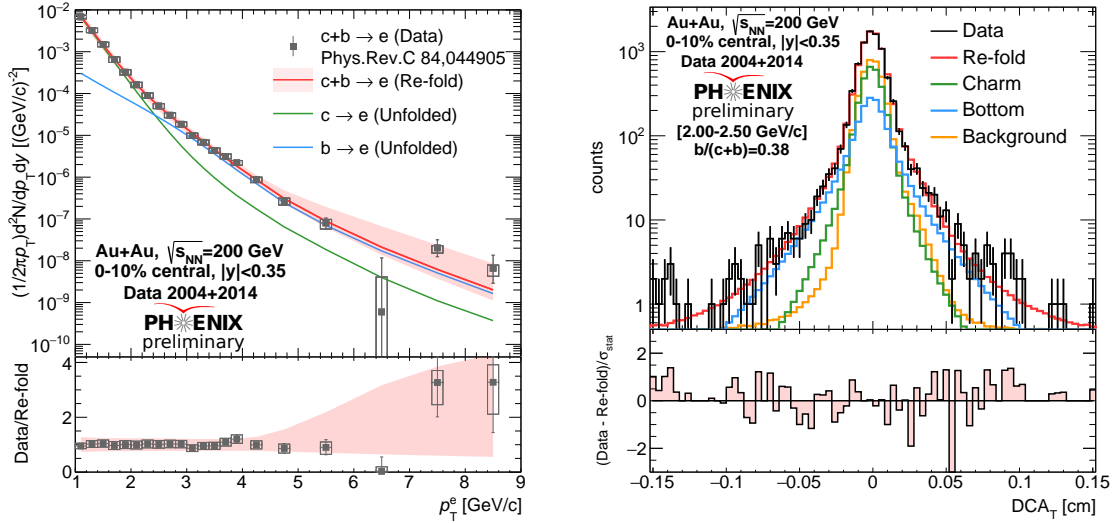 (1/2πp_T)d²N/dp_Tdy [(GeV/c)⁻²]
10⁻²
10⁻³
10⁻⁴
10⁻⁵
10⁻⁶
10⁻⁷
10⁻⁸
10⁻⁹
10⁻¹⁰
c+b → e (Data)
Phys.Rev.C 84,044905
c+b → e (Re-fold)
c → e (Unfolded)
b → e (Unfolded)
Au+Au, √s_NN=200 GeV
0-10% central, |y|<0.35
Data 2004+2014
PHENIX
preliminary
Data/Re-fold
4
2
0
1 2 3 4 5 6 7 8 9
p_T^e [GeV/c]
counts
10³
10²
10
1
Au+Au, √s_NN=200 GeV
0-10% central, |y|<0.35
Data 2004+2014
PHENIX
preliminary
[2.00-2.50 GeV/c]
b/(c+b)=0.38
Data
Re-fold
Charm
Bottom
Background
(Data - Re-fold)/σ_stat
2
0
−2
−0.15 −0.1 −0.05 0 0.05 0.1 0.15
DCA_T [cm]